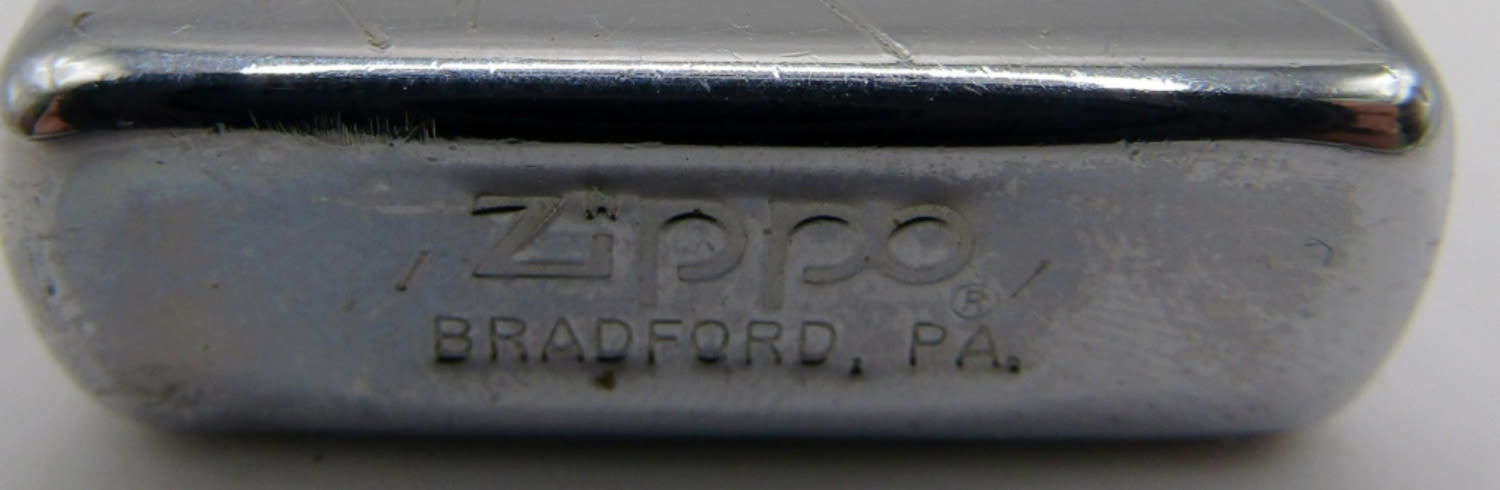 / Zippo® /
BRADFORD, PA.